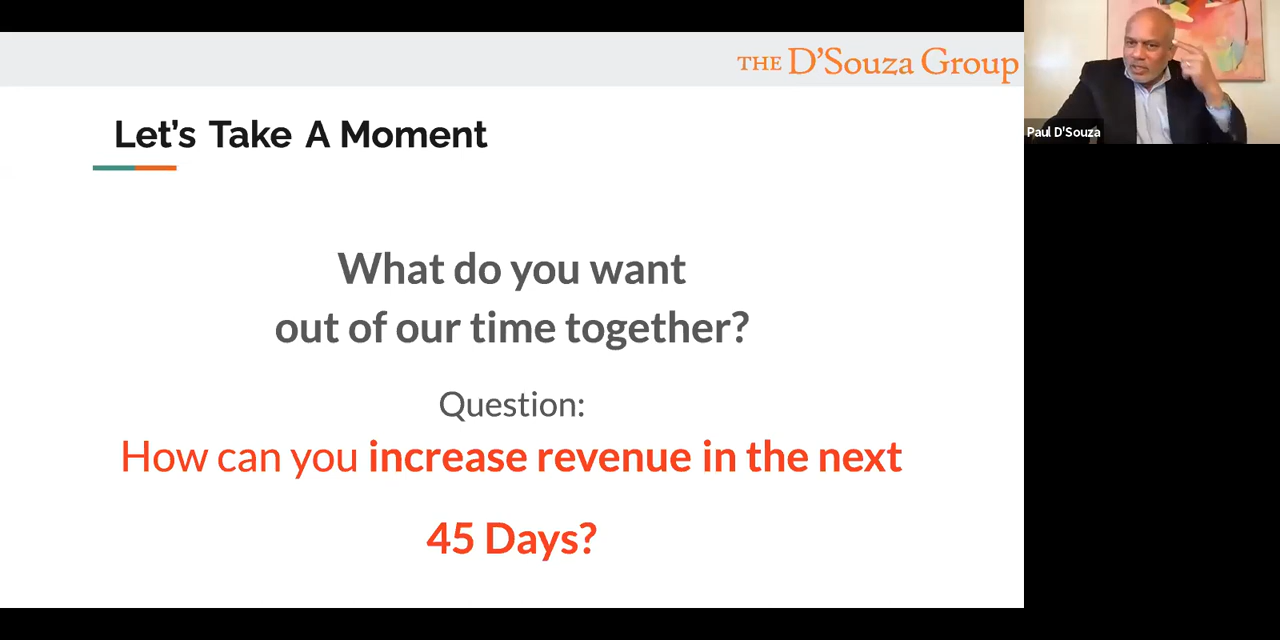 THE D'Souza Group
Paul D'Souza
Let's Take A Moment
What do you want
out of our time together?
Question:
How can you increase revenue in the next
45 Days?